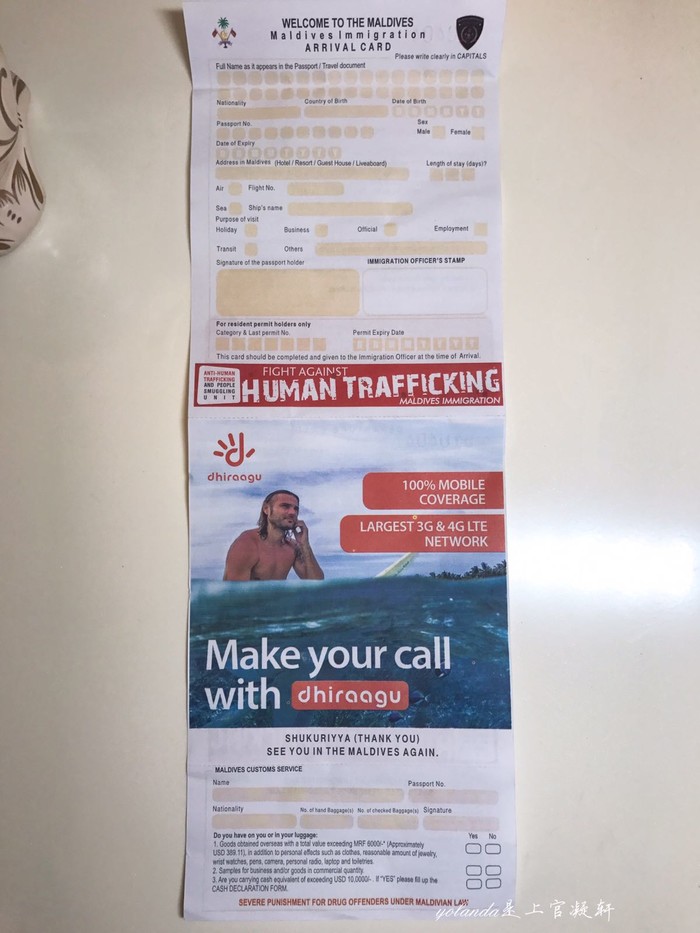 WELCOME TO THE MALDIVES
Maldives Immigration
ARRIVAL CARD
Please write clearly in CAPITALS
Full Name as it appears in the Passport / Travel document
Nationality Country of Birth Date of Birth
Passport No. Sex
Male Female
Date of Expiry
Address in Maldives (Hotel / Resort / Guest House / Liveaboard) Length of stay (days)?
Air Flight No.
Sea Ship's name
Purpose of visit
Holiday Business Official Employment
Transit Others
Signature of the passport holder IMMIGRATION OFFICER'S STAMP
For resident permit holders only
Category & Last permit No. Permit Expiry Date
This card should be completed and given to the Immigration Officer at the time of Arrival.
ANTI-HUMAN
TRAFFICKING
AND PEOPLE
SMUGGLING
UNIT
FIGHT AGAINST
HUMAN TRAFFICKING
MALDIVES IMMIGRATION
dhiraagu
100% MOBILE
COVERAGE
LARGEST 3G & 4G LTE
NETWORK
Make your call
with dhiraagu
SHUKURIYYA (THANK YOU)
SEE YOU IN THE MALDIVES AGAIN.
MALDIVES CUSTOMS SERVICE
Name Passport No.
Nationality No. of hand Baggage(s) No. of checked Baggage(s) Signature
Do you have on you or in your luggage: Yes No
1. Goods obtained overseas with a total value exceeding MRF 6000/-* (Approximately
USD 389.11), in addition to personal effects such as clothes, reasonable amount of jewelry,
wrist watches, pens, camera, personal radio, laptop and toiletries.
2. Samples for business and/or goods in commercial quantity.
3. Are you carrying cash equivalent of exceeding USD 10,0000/- . If "YES" please fill up the
CASH DECLARATION FORM.
SEVERE PUNISHMENT FOR DRUG OFFENDERS UNDER MALDIVIAN LAW
yolanda是上官凝轩